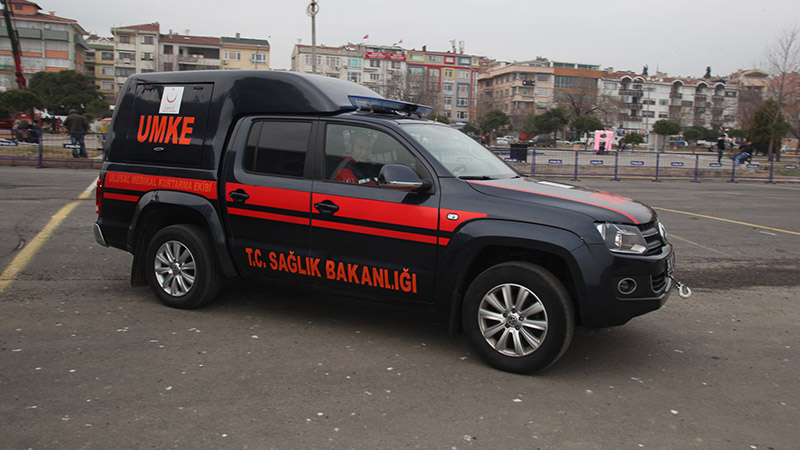 UMKE
ULUSAL MEDİKAL KURTARMA EKİBİ
T.C. SAĞLIK BAKANLIĞI